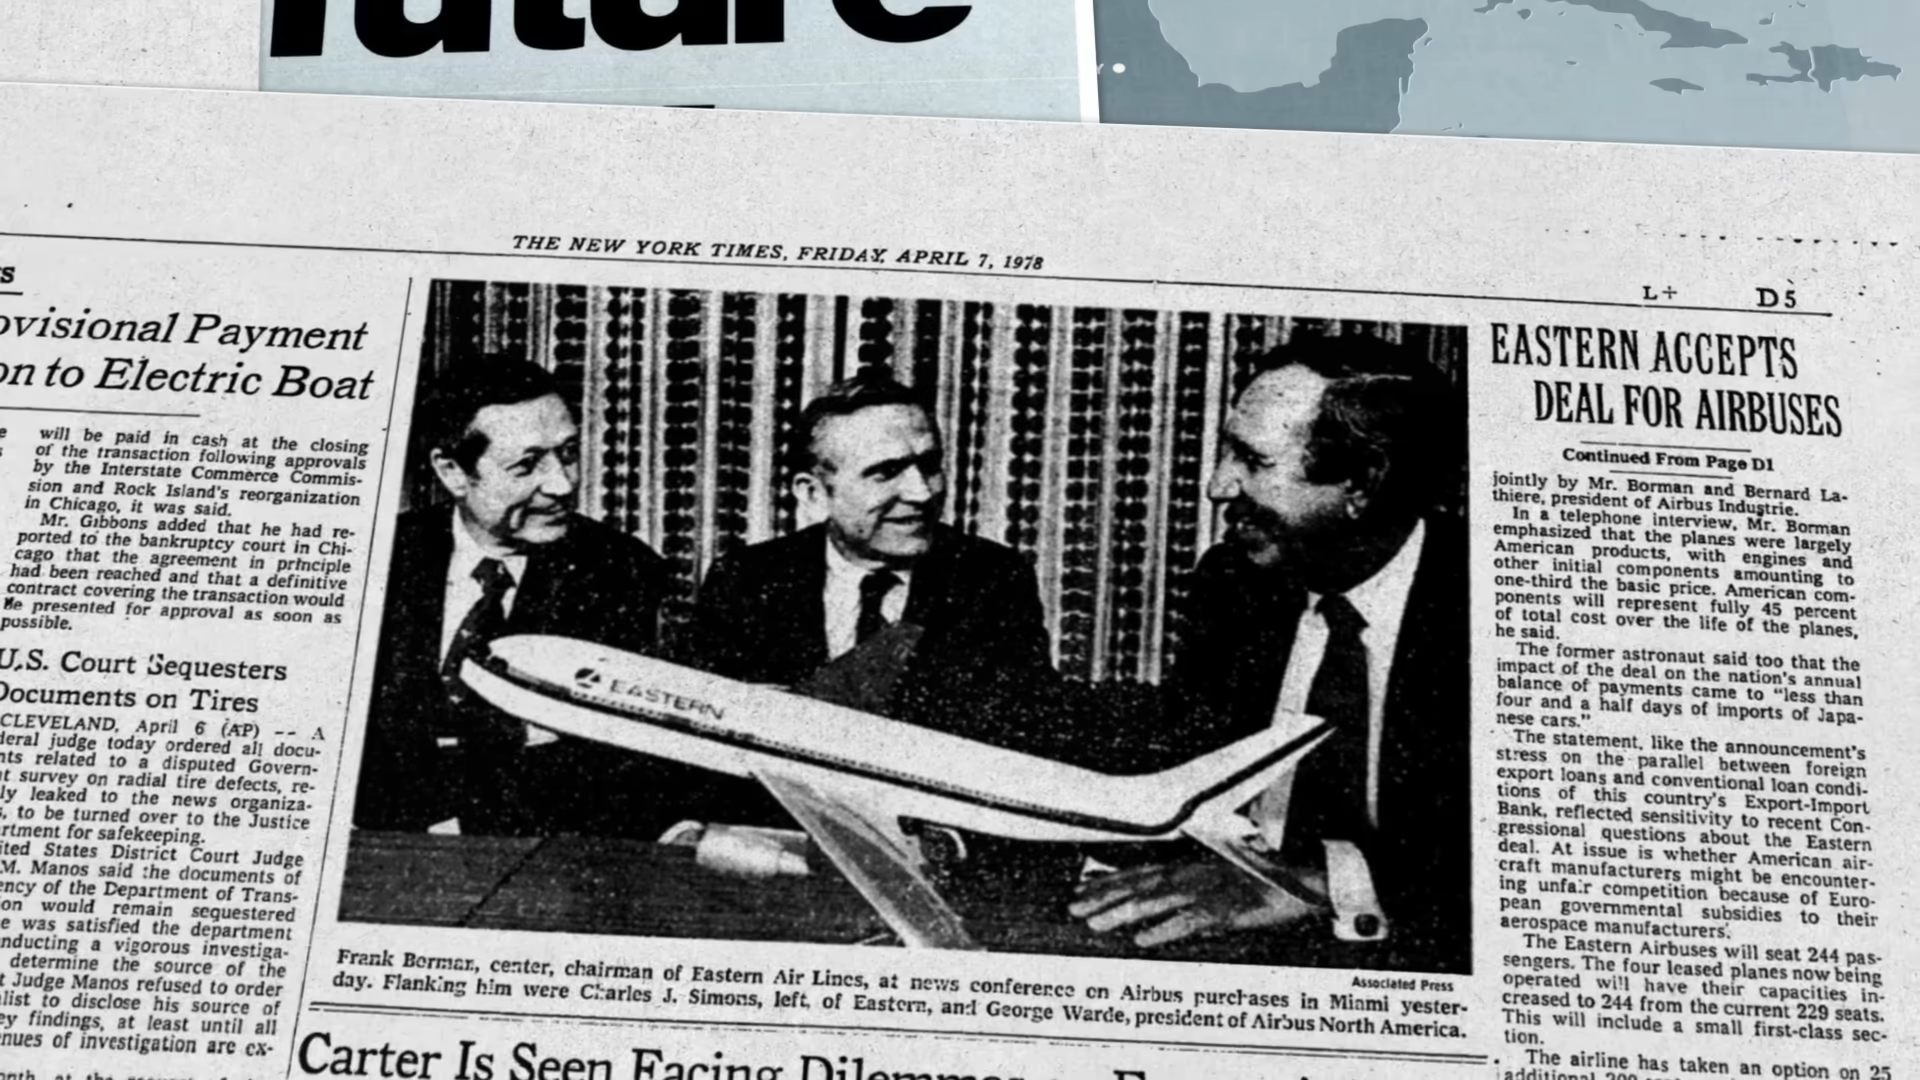 future
THE NEW YORK TIMES, FRIDAY, APRIL 7, 1978
L+ D5
ovisional Payment
on to Electric Boat
will be paid in cash at the closing
of the transaction following approvals
by the Interstate Commerce Commis-
sion and Rock Island's reorganization
in Chicago, it was said.
Mr. Gibbons added that he had re-
ported to the bankruptcy court in Chi-
cago that the agreement in principle
had been reached and that a definitive
contract covering the transaction would
be presented for approval as soon as
possible.
U.S. Court Sequesters
Documents on Tires
CLEVELAND, April 6 (AP) -- A
deral judge today ordered all docu-
nts related to a disputed Govern-
t survey on radial tire defects, re-
ly leaked to the news organiza-
, to be turned over to the Justice
rtment for safekeeping.
ited States District Court Judge
M. Manos said the documents of
ency of the Department of Trans-
on would remain sequestered
e was satisfied the department
nducting a vigorous investiga-
determine the source of the
t Judge Manos refused to order
list to disclose his source of
ey findings, at least until all
nues of investigation are ex-
EASTERN
Associated Press
Frank Borman, center, chairman of Eastern Air Lines, at news conference on Airbus purchases in Miami yester-
day. Flanking him were Charles J. Simons, left, of Eastern, and George Warde, president of Airbus North America.
Carter Is Seen Facing
EASTERN ACCEPTS
DEAL FOR AIRBUSES
Continued From Page D1
jointly by Mr. Borman and Bernard La-
thiere, president of Airbus Industrie.
In a telephone interview, Mr. Borman
emphasized that the planes were largely
American products, with engines and
other initial components amounting to
one-third the basic price. American com-
ponents will represent fully 45 percent
of total cost over the life of the planes,
he said.
The former astronaut said too that the
impact of the deal on the nation's annual
balance of payments came to "less than
four and a half days of imports of Japa-
nese cars."
The statement, like the announcement's
stress on the parallel between foreign
export loans and conventional loan condi-
tions of this country's Export-Import
Bank, reflected sensitivity to recent Con-
gressional questions about the Eastern
deal. At issue is whether American air-
craft manufacturers might be encounter-
ing unfair competition because of Euro-
pean governmental subsidies to their
aerospace manufacturers.
The Eastern Airbuses will seat 244 pas-
sengers. The four leased planes now being
operated will have their capacities in-
creased to 244 from the current 229 seats.
This will include a small first-class sec-
tion.
The airline has taken an option on 25